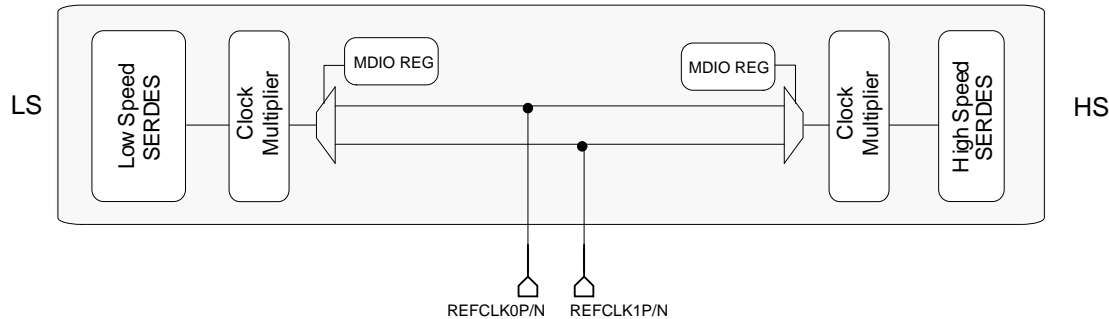 MDIO REG
MDIO REG
LS
Low Speed
SERDES
Clock
Multiplier
Clock
Multiplier
High Speed
SERDES
HS
REFCLK0P/N
REFCLK1P/N